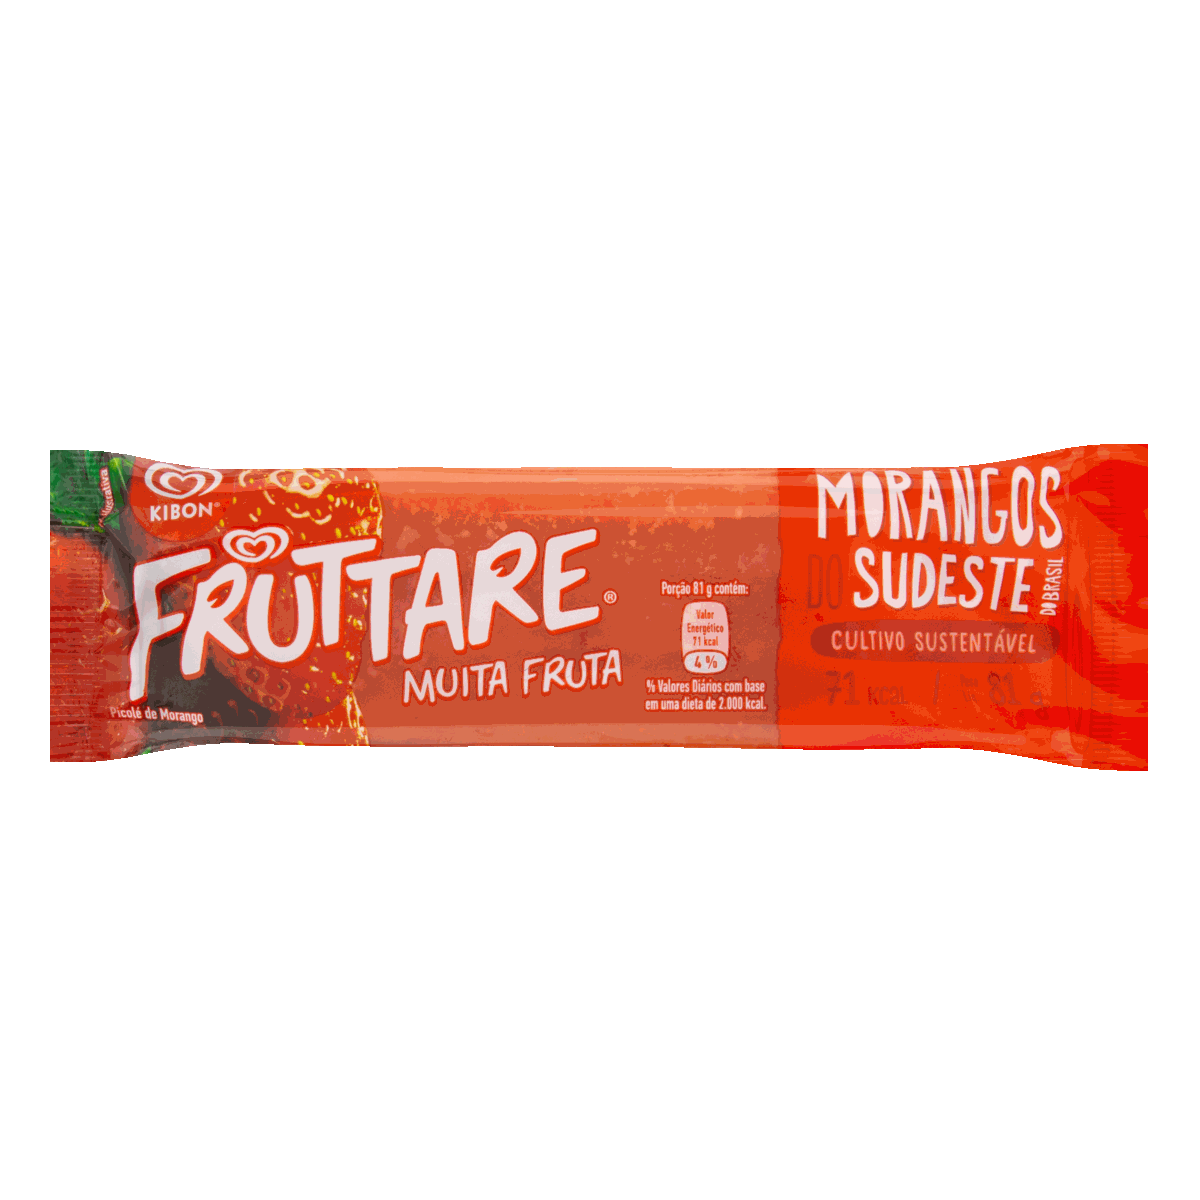 KIBON®
FRUTTARE®
MUITA FRUTA
Picolé de Morango
Porção 81 g contém:
Valor
Energético
71 kcal
4 %
% Valores Diários com base
em uma dieta de 2.000 kcal.
MORANGOS
DO SUDESTE
DO BRASIL
CULTIVO SUSTENTÁVEL
71 kcal / 81 g